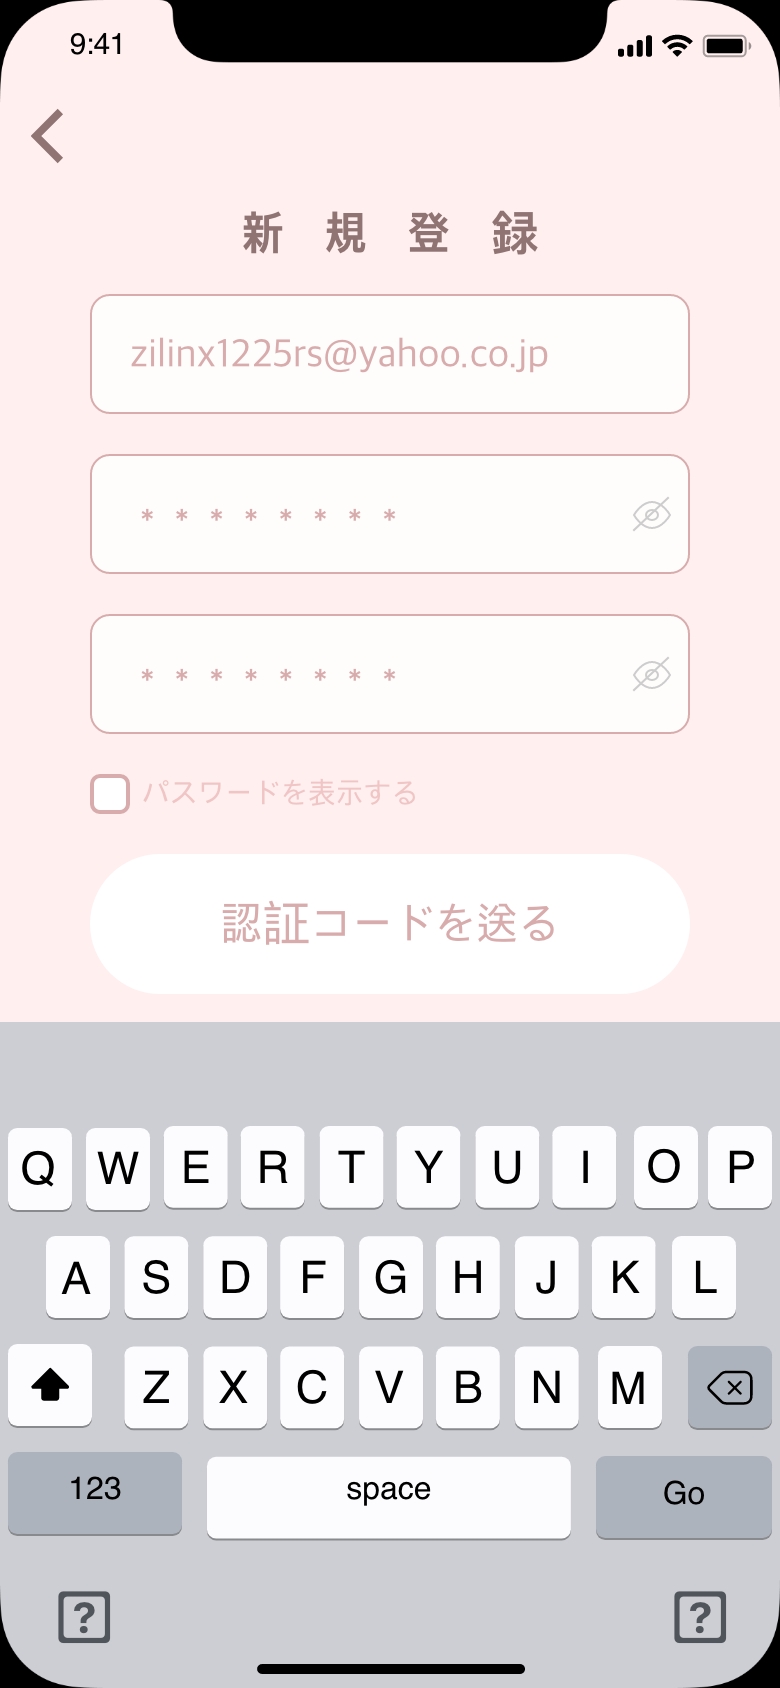 9:41
新規登録
zilinx1225rs@yahoo.co.jp
* * * * * * * *
* * * * * * * *
パスワードを表示する
認証コードを送る
Q W E R T Y U I O P
A S D F G H J K L
Z X C V B N M
123 space Go
? ?